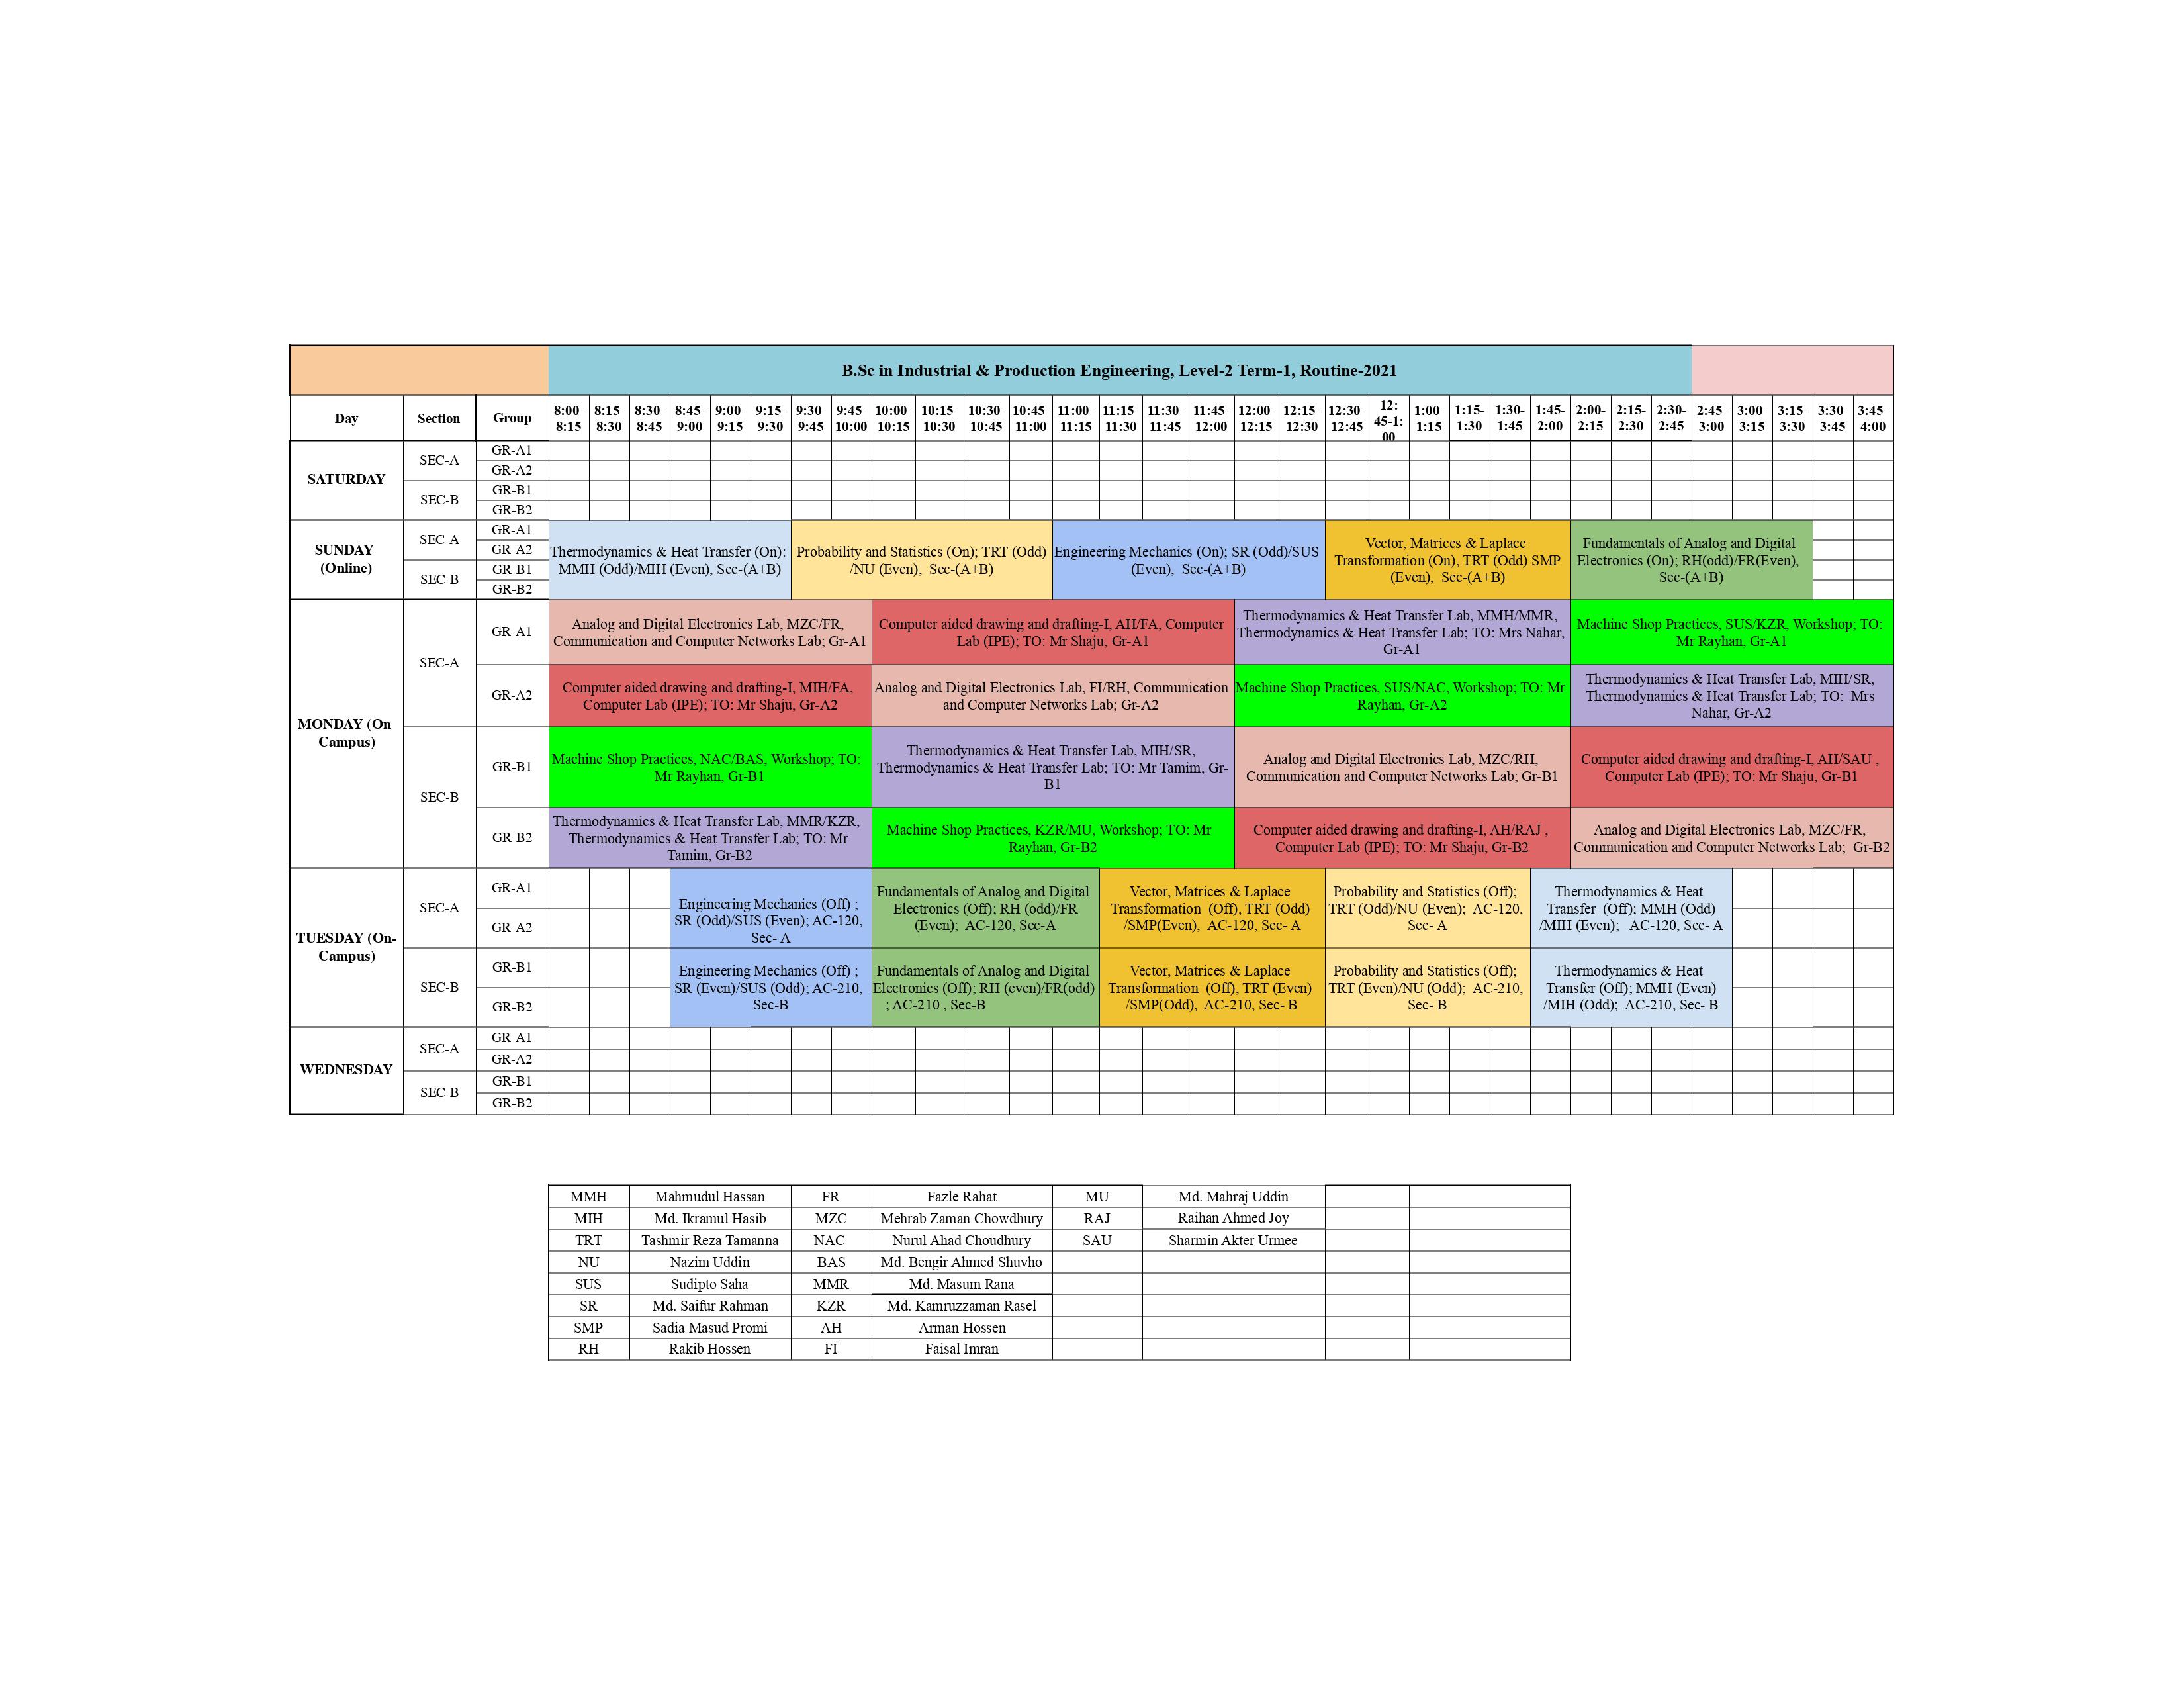 B.Sc in Industrial & Production Engineering, Level-2 Term-1, Routine-2021
Day Section Group 8:00-8:15 8:15-8:30 8:30-8:45 8:45-9:00 9:00-9:15 9:15-9:30 9:30-9:45 9:45-10:00 10:00-10:15 10:15-10:30 10:30-10:45 10:45-11:00 11:00-11:15 11:15-11:30 11:30-11:45 11:45-12:00 12:00-12:15 12:15-12:30 12:30-12:45 12:45-1:00 1:00-1:15 1:15-1:30 1:30-1:45 1:45-2:00 2:00-2:15 2:15-2:30 2:30-2:45 2:45-3:00 3:00-3:15 3:15-3:30 3:30-3:45 3:45-4:00
SATURDAY
SEC-A
GR-A1
GR-A2
SEC-B
GR-B1
GR-B2
SUNDAY
(Online)
SEC-A
GR-A1
GR-A2
SEC-B
GR-B1
GR-B2
Thermodynamics & Heat Transfer (On):
MMH (Odd)/MIH (Even), Sec-(A+B)
Probability and Statistics (On); TRT (Odd)
/NU (Even), Sec-(A+B)
Engineering Mechanics (On); SR (Odd)/SUS
(Even), Sec-(A+B)
Vector, Matrices & Laplace
Transformation (On), TRT (Odd) SMP
(Even), Sec-(A+B)
Fundamentals of Analog and Digital
Electronics (On); RH(odd)/FR(Even),
Sec-(A+B)
MONDAY (On
Campus)
SEC-A
GR-A1
Analog and Digital Electronics Lab, MZC/FR,
Communication and Computer Networks Lab; Gr-A1
Computer aided drawing and drafting-I, AH/FA, Computer
Lab (IPE); TO: Mr Shaju, Gr-A1
Thermodynamics & Heat Transfer Lab, MMH/MMR,
Thermodynamics & Heat Transfer Lab; TO: Mrs Nahar,
Gr-A1
Machine Shop Practices, SUS/KZR, Workshop; TO:
Mr Rayhan, Gr-A1
GR-A2
Computer aided drawing and drafting-I, MIH/FA,
Computer Lab (IPE); TO: Mr Shaju, Gr-A2
Analog and Digital Electronics Lab, FI/RH, Communication
and Computer Networks Lab; Gr-A2
Machine Shop Practices, SUS/NAC, Workshop; TO: Mr
Rayhan, Gr-A2
Thermodynamics & Heat Transfer Lab, MIH/SR,
Thermodynamics & Heat Transfer Lab; TO: Mrs
Nahar, Gr-A2
SEC-B
GR-B1
Machine Shop Practices, NAC/BAS, Workshop; TO:
Mr Rayhan, Gr-B1
Thermodynamics & Heat Transfer Lab, MIH/SR,
Thermodynamics & Heat Transfer Lab; TO: Mr Tamim, Gr-
B1
Analog and Digital Electronics Lab, MZC/RH,
Communication and Computer Networks Lab; Gr-B1
Computer aided drawing and drafting-I, AH/SAU ,
Computer Lab (IPE); TO: Mr Shaju, Gr-B1
GR-B2
Thermodynamics & Heat Transfer Lab, MMR/KZR,
Thermodynamics & Heat Transfer Lab; TO: Mr
Tamim, Gr-B2
Machine Shop Practices, KZR/MU, Workshop; TO: Mr
Rayhan, Gr-B2
Computer aided drawing and drafting-I, AH/RAJ ,
Computer Lab (IPE); TO: Mr Shaju, Gr-B2
Analog and Digital Electronics Lab, MZC/FR,
Communication and Computer Networks Lab; Gr-B2
TUESDAY (On-
Campus)
SEC-A
GR-A1
GR-A2
Engineering Mechanics (Off) ;
SR (Odd)/SUS (Even); AC-120,
Sec- A
Fundamentals of Analog and Digital
Electronics (Off); RH (odd)/FR
(Even); AC-120, Sec-A
Vector, Matrices & Laplace
Transformation (Off), TRT (Odd)
/SMP(Even), AC-120, Sec- A
Probability and Statistics (Off);
TRT (Odd)/NU (Even); AC-120,
Sec- A
Thermodynamics & Heat
Transfer (Off); MMH (Odd)
/MIH (Even); AC-120, Sec- A
SEC-B
GR-B1
GR-B2
Engineering Mechanics (Off) ;
SR (Even)/SUS (Odd); AC-210,
Sec-B
Fundamentals of Analog and Digital
Electronics (Off); RH (even)/FR(odd)
; AC-210 , Sec-B
Vector, Matrices & Laplace
Transformation (Off), TRT (Even)
/SMP(Odd), AC-210, Sec- B
Probability and Statistics (Off);
TRT (Even)/NU (Odd); AC-210,
Sec- B
Thermodynamics & Heat
Transfer (Off); MMH (Even)
/MIH (Odd); AC-210, Sec- B
WEDNESDAY
SEC-A
GR-A1
GR-A2
SEC-B
GR-B1
GR-B2
MMH Mahmudul Hassan FR Fazle Rahat MU Md. Mahraj Uddin
MIH Md. Ikramul Hasib MZC Mehrab Zaman Chowdhury RAJ Raihan Ahmed Joy
TRT Tashmir Reza Tamanna NAC Nurul Ahad Choudhury SAU Sharmin Akter Urmee
NU Nazim Uddin BAS Md. Bengir Ahmed Shuvho
SUS Sudipto Saha MMR Md. Masum Rana
SR Md. Saifur Rahman KZR Md. Kamruzzaman Rasel
SMP Sadia Masud Promi AH Arman Hossen
RH Rakib Hossen FI Faisal Imran